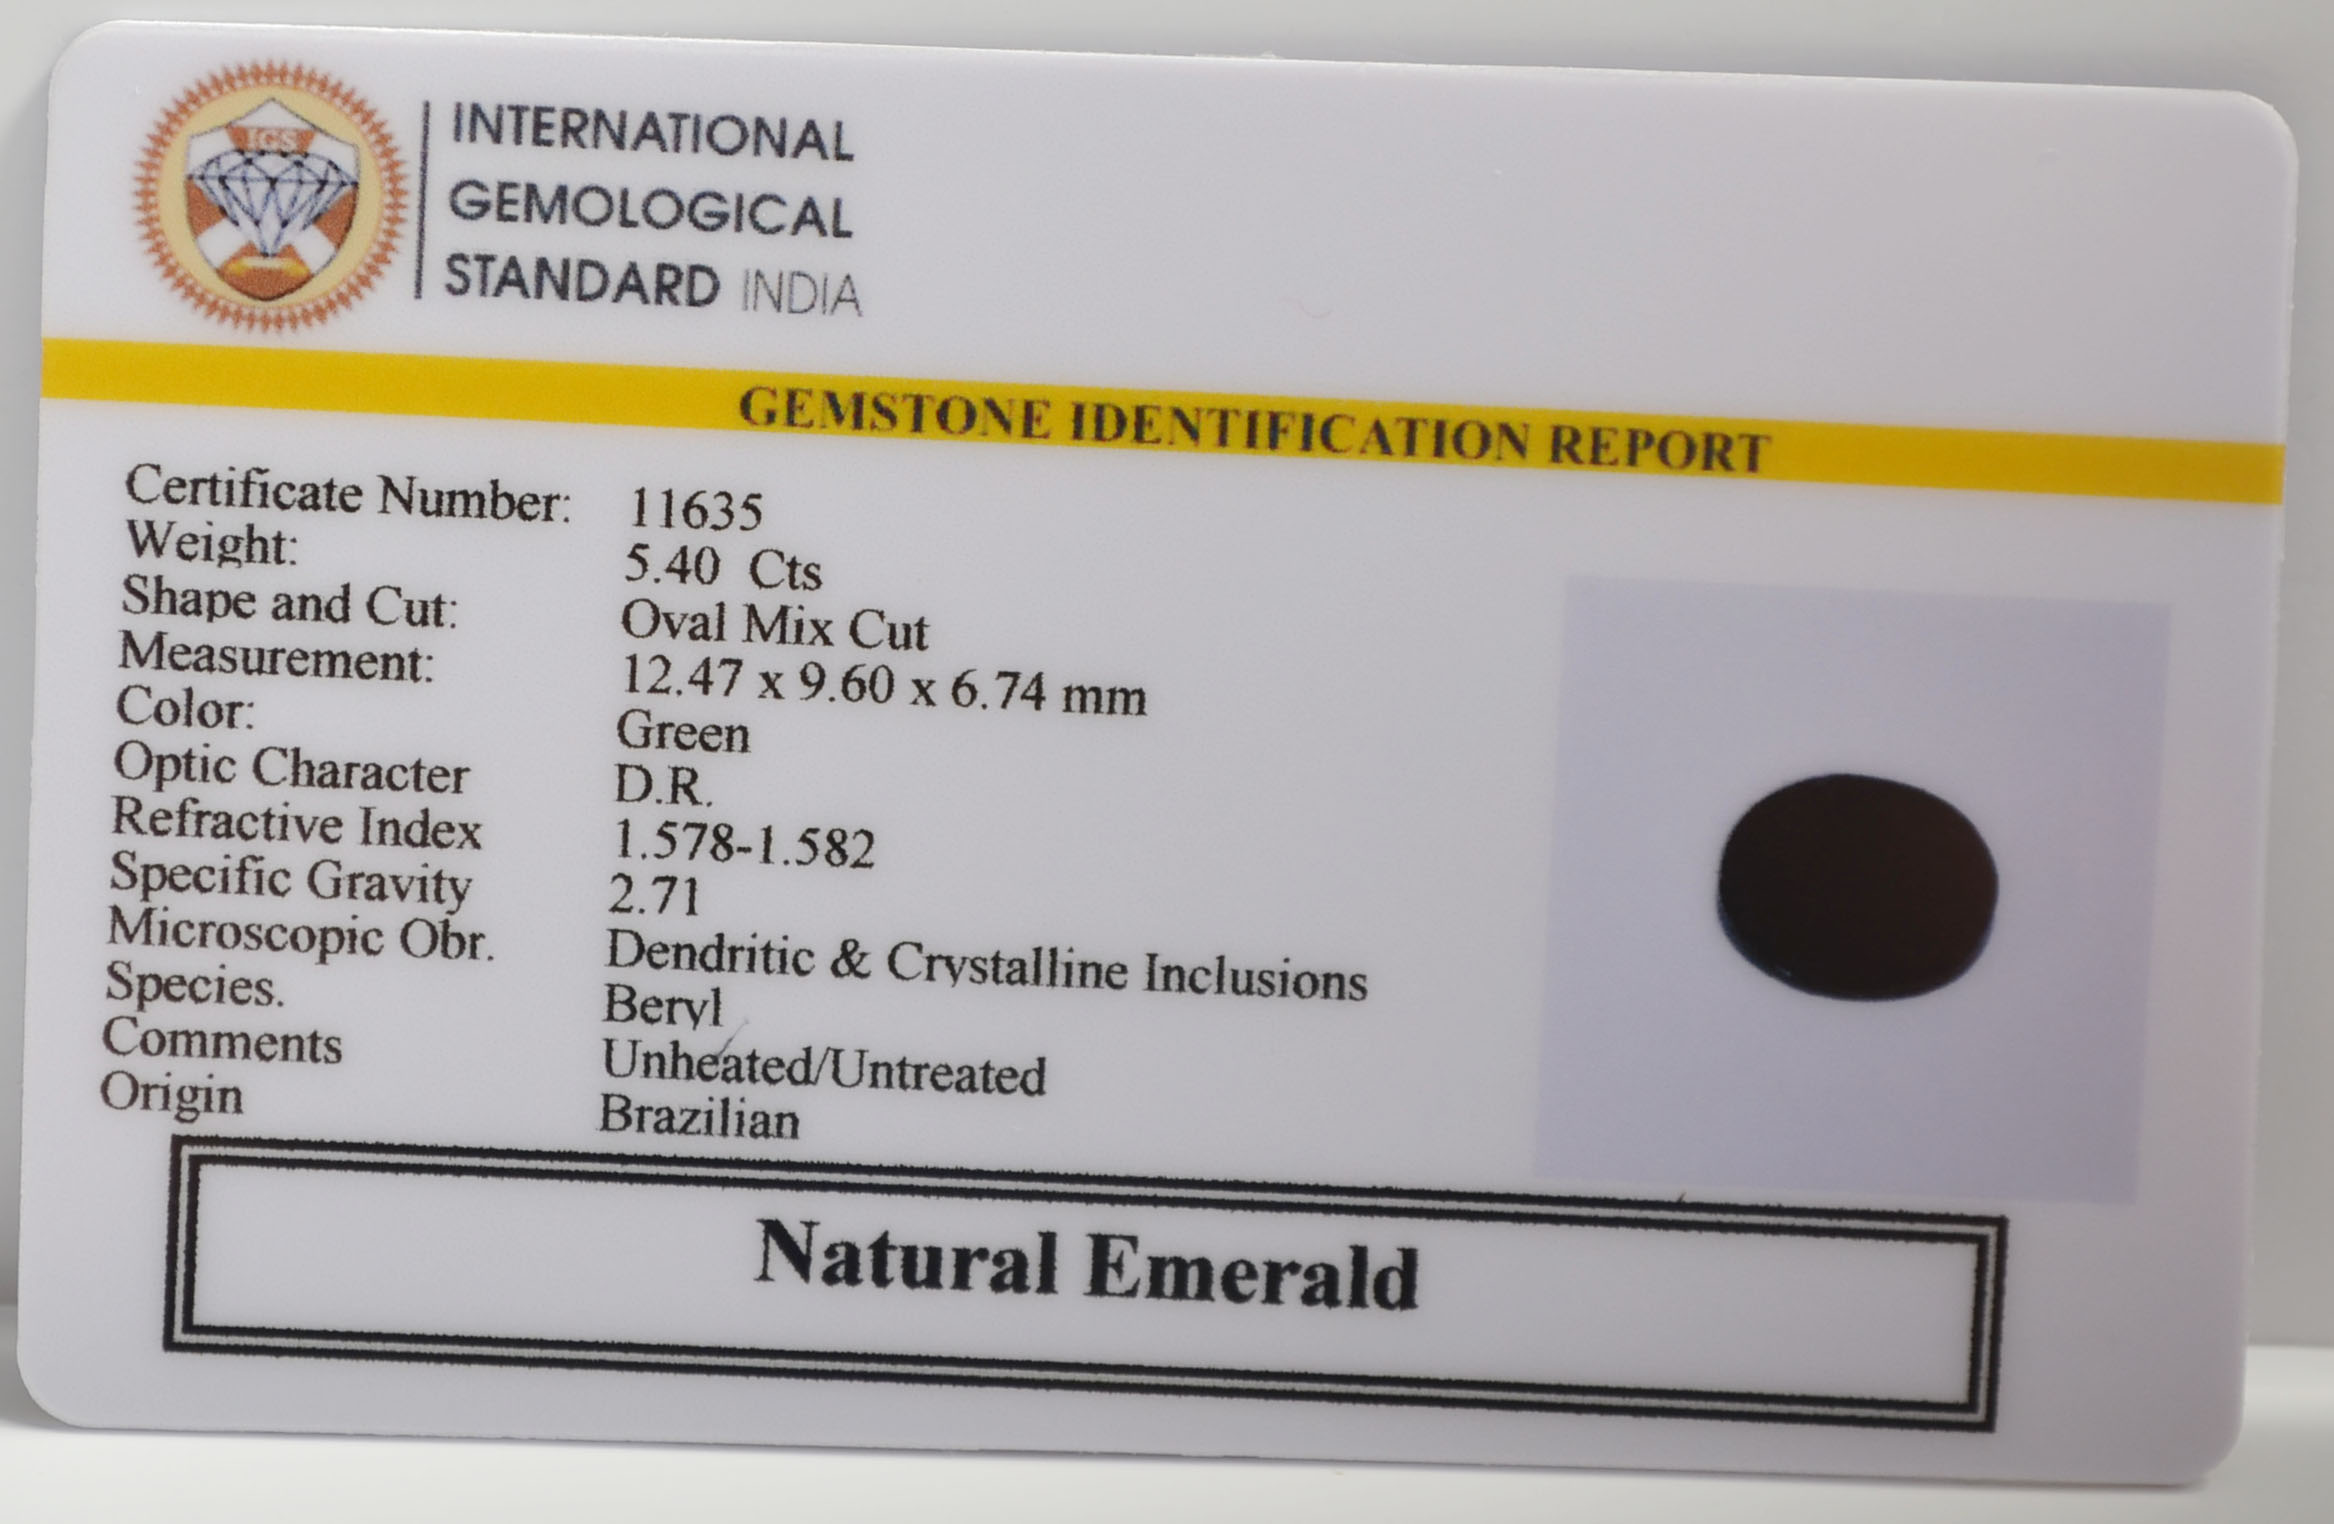 IGS
INTERNATIONAL
GEMOLOGICAL
STANDARD INDIA
GEMSTONE IDENTIFICATION REPORT
Certificate Number: 11635
Weight: 5.40 Cts
Shape and Cut: Oval Mix Cut
Measurement: 12.47 x 9.60 x 6.74 mm
Color: Green
Optic Character D.R.
Refractive Index 1.578-1.582
Specific Gravity 2.71
Microscopic Obr. Dendritic & Crystalline Inclusions
Species. Beryl
Comments Unheated/Untreated
Origin Brazilian
Natural Emerald